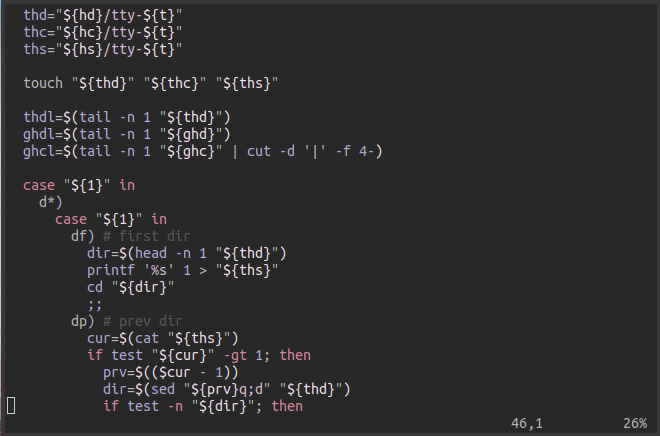 thd="${hd}/tty-${t}"
thc="${hc}/tty-${t}"
ths="${hs}/tty-${t}"

touch "${thd}" "${thc}" "${ths}"

thdl=$(tail -n 1 "${thd}")
ghdl=$(tail -n 1 "${ghd}")
ghcl=$(tail -n 1 "${ghc}" | cut -d '|' -f 4-)

case "${1}" in
  d*)
    case "${1}" in
      df) # first dir
        dir=$(head -n 1 "${thd}")
        printf '%s' 1 > "${ths}"
        cd "${dir}"
        ;;
      dp) # prev dir
        cur=$(cat "${ths}")
        if test "${cur}" -gt 1; then
          prv=$(($cur - 1))
          dir=$(sed "${prv}q;d" "${thd}")
          if test -n "${dir}"; then
46,1 26%